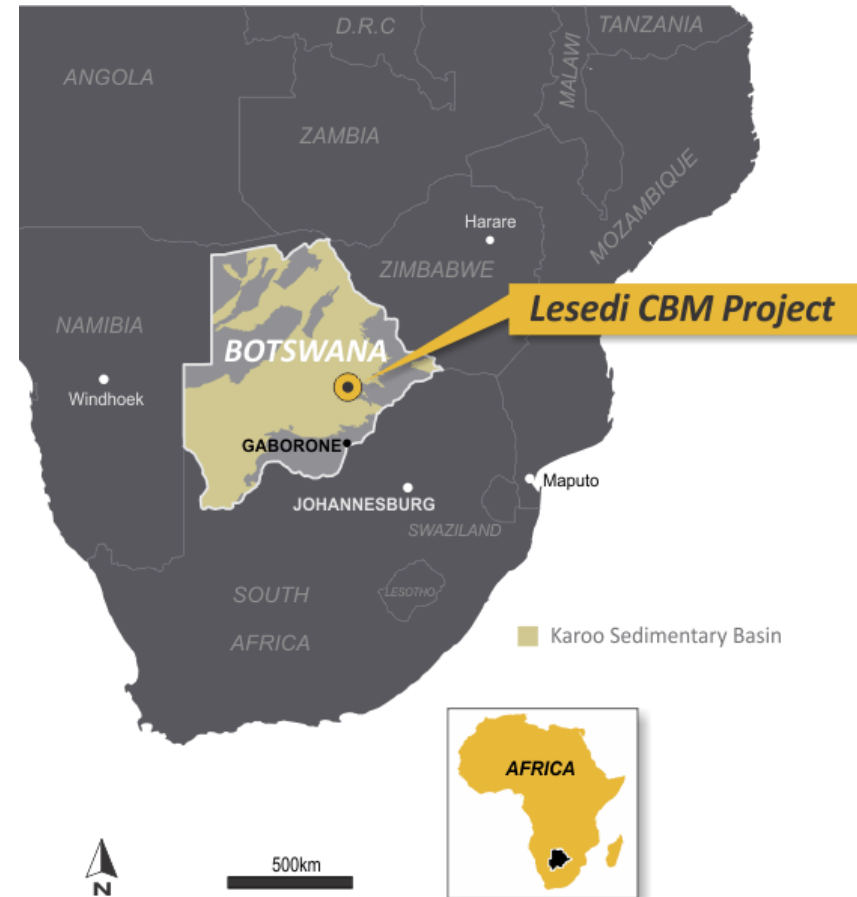 D.R.C
TANZANIA
ANGOLA
MALAWI
ZAMBIA
MOZAMBIQUE
Harare
ZIMBABWE
Lesedi CBM Project
NAMIBIA
BOTSWANA
Windhoek
GABORONE
Maputo
JOHANNESBURG
SWAZILAND
SOUTH
AFRICA
LESOTHO
Karoo Sedimentary Basin
AFRICA
500km
N